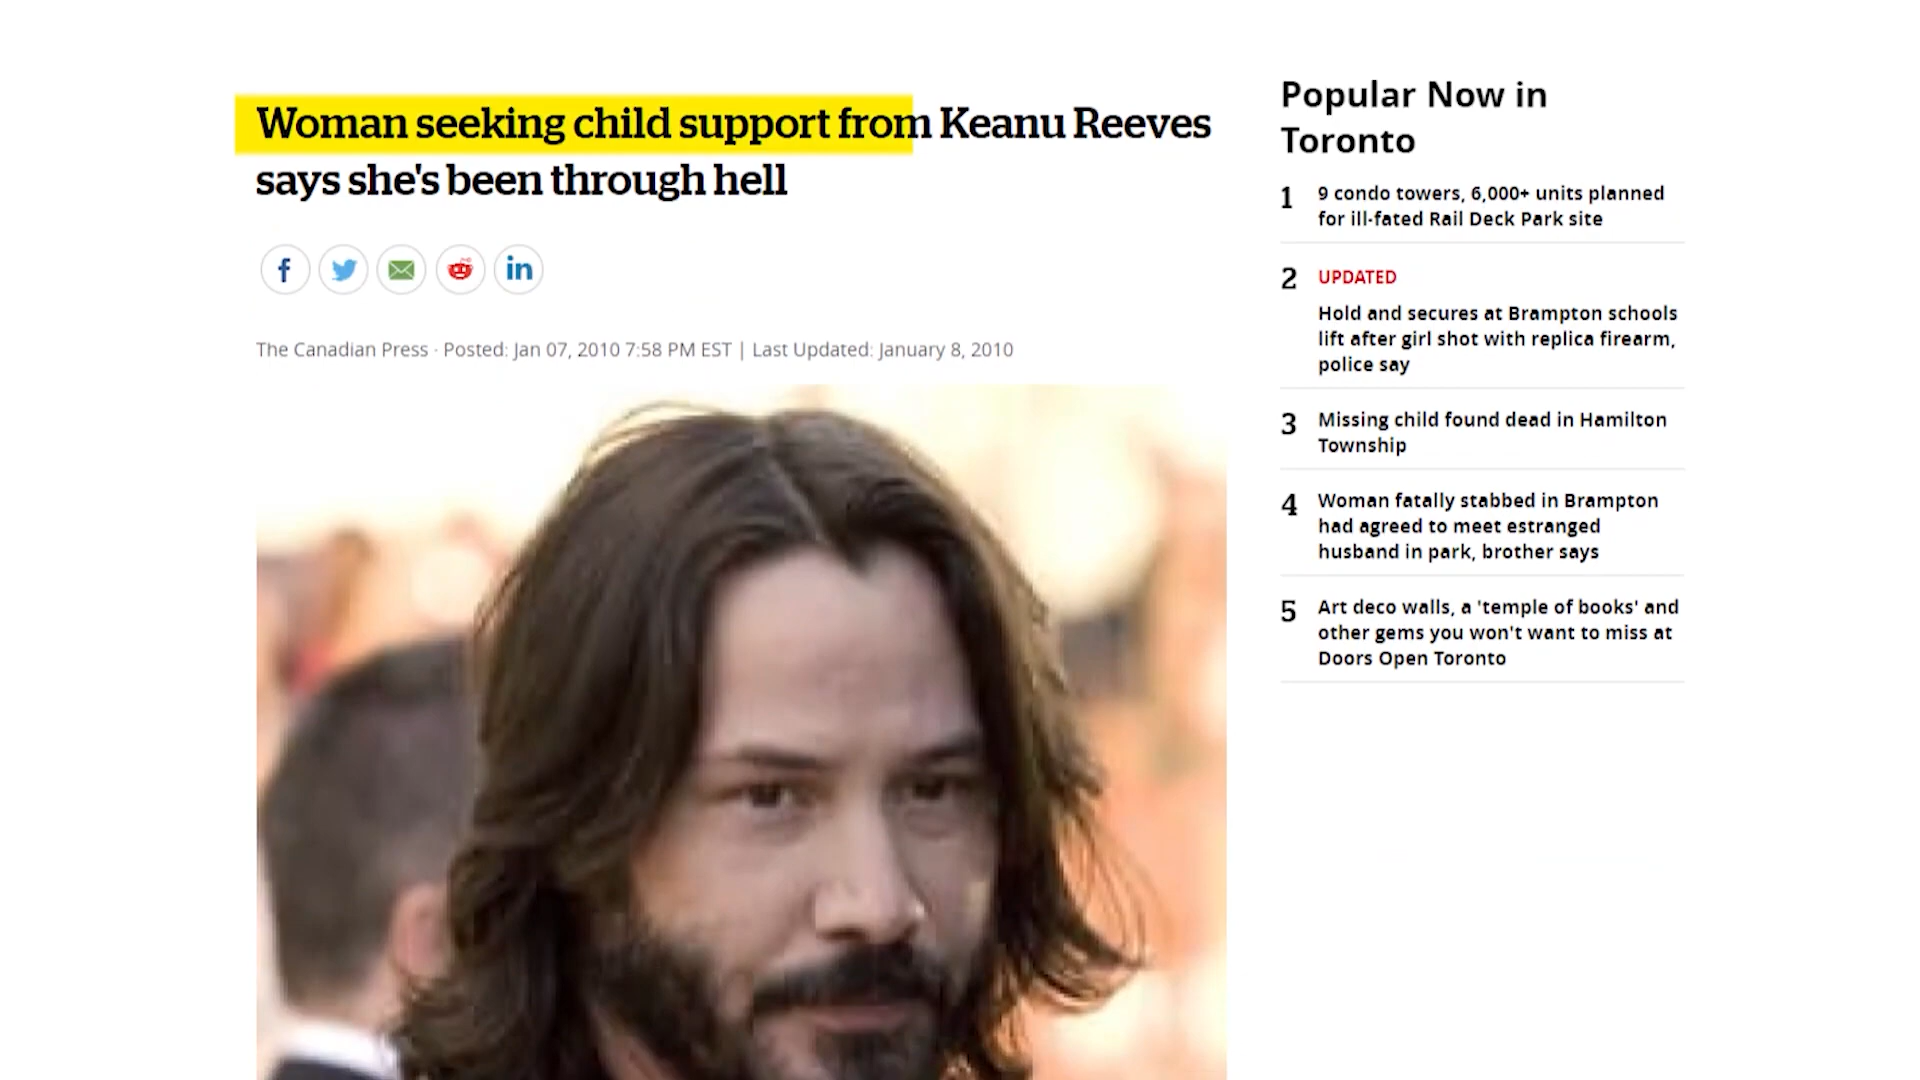 Woman seeking child support from Keanu Reeves
says she's been through hell
f
in
The Canadian Press · Posted: Jan 07, 2010 7:58 PM EST | Last Updated: January 8, 2010
Popular Now in
Toronto
1 9 condo towers, 6,000+ units planned
for ill-fated Rail Deck Park site
2 UPDATED
Hold and secures at Brampton schools
lift after girl shot with replica firearm,
police say
3 Missing child found dead in Hamilton
Township
4 Woman fatally stabbed in Brampton
had agreed to meet estranged
husband in park, brother says
5 Art deco walls, a 'temple of books' and
other gems you won't want to miss at
Doors Open Toronto